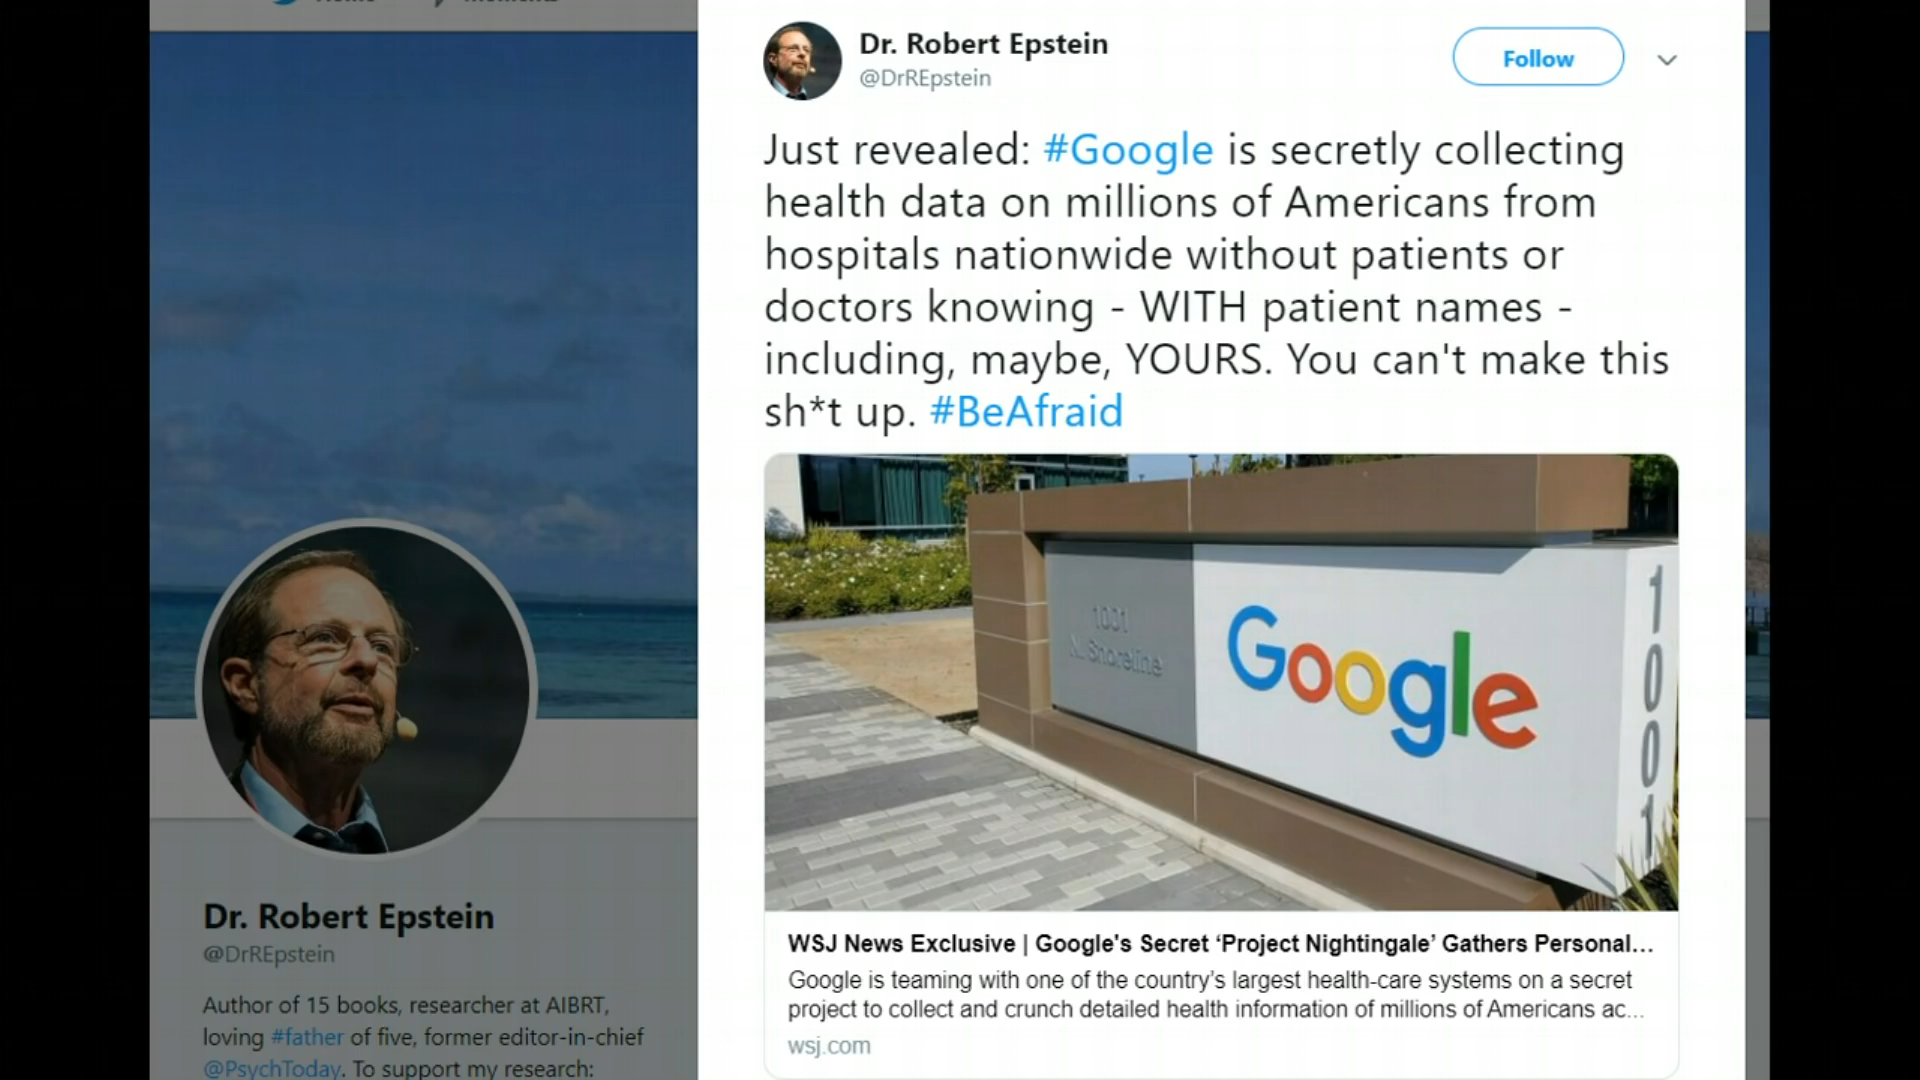 Dr. Robert Epstein
@DrREpstein
Follow
Just revealed: #Google is secretly collecting
health data on millions of Americans from
hospitals nationwide without patients or
doctors knowing - WITH patient names -
including, maybe, YOURS. You can't make this
sh*t up. #BeAfraid
1001
N. Shoreline
Google
1001
WSJ News Exclusive | Google's Secret ‘Project Nightingale’ Gathers Personal...
Google is teaming with one of the country’s largest health-care systems on a secret
project to collect and crunch detailed health information of millions of Americans ac...
wsj.com
Dr. Robert Epstein
@DrREpstein
Author of 15 books, researcher at AIBRT,
loving #father of five, former editor-in-chief
@PsychToday. To support my research: